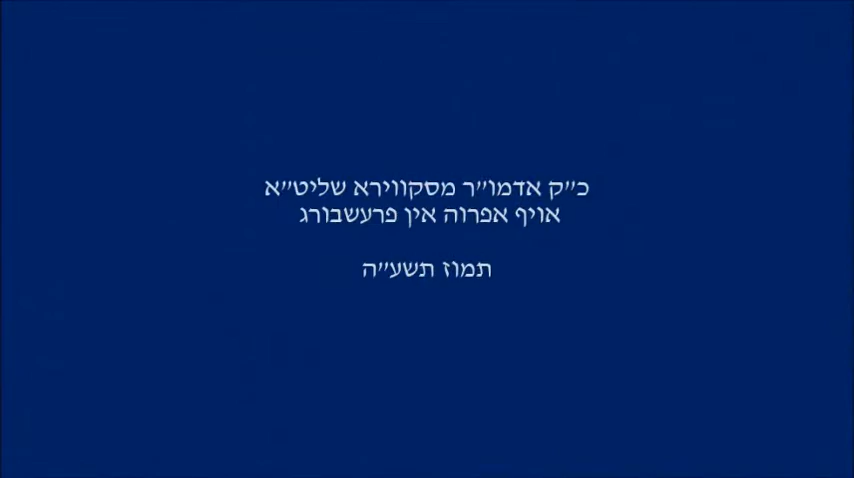 כ״ק אדמו״ר מסקווירא שליט״א
אויף אפרוה אין פרעשבורג
תמוז תשע״ה